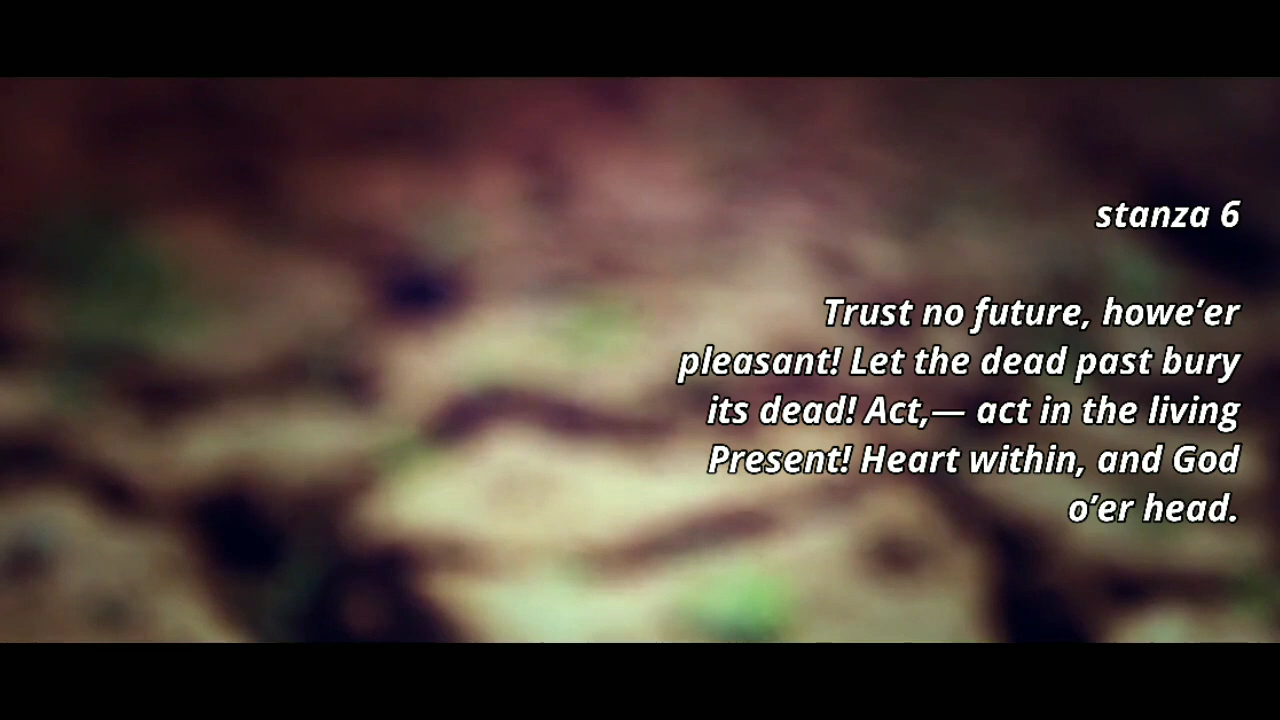 stanza 6
Trust no future, howe’er
pleasant! Let the dead past bury
its dead! Act,— act in the living
Present! Heart within, and God
o’er head.